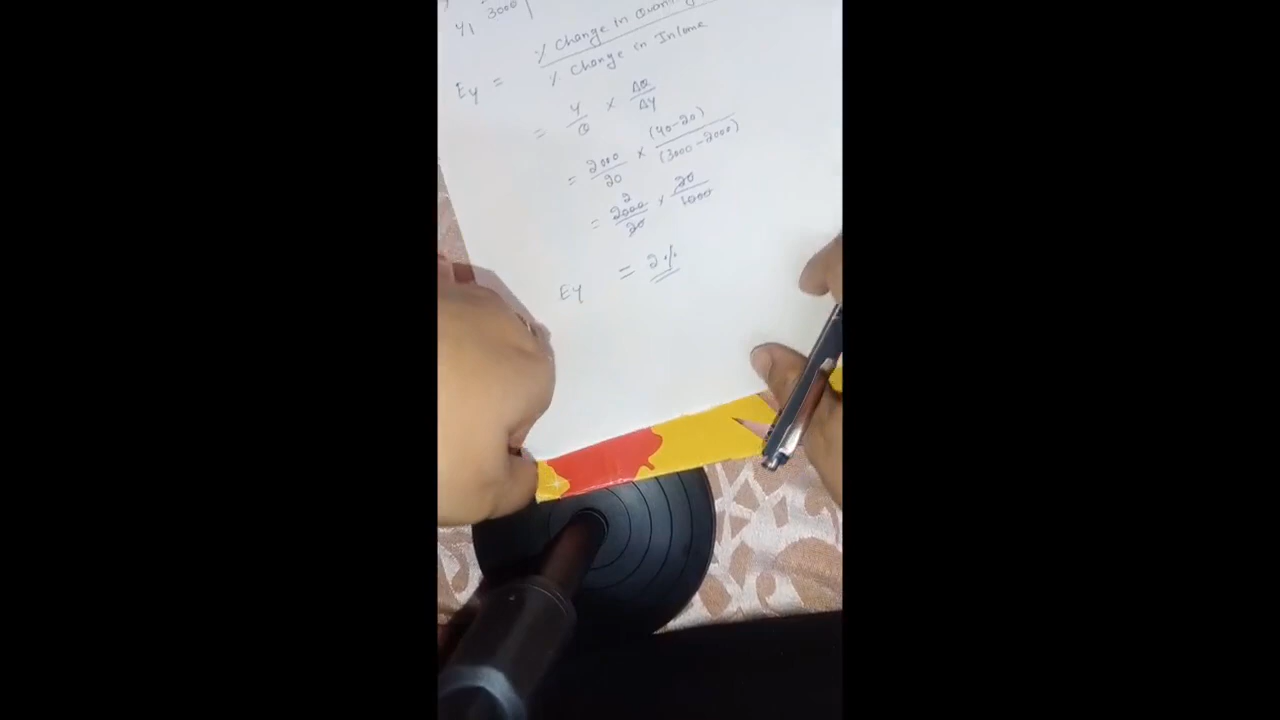 Y1 3000
% Change in Quantity
Ey = % Change in Income
= Y/Q × ΔQ/ΔY
= 2000/20 × (40-20)/(3000-2000)
2
= 2000/20 × 20/1000
Ey = 2%